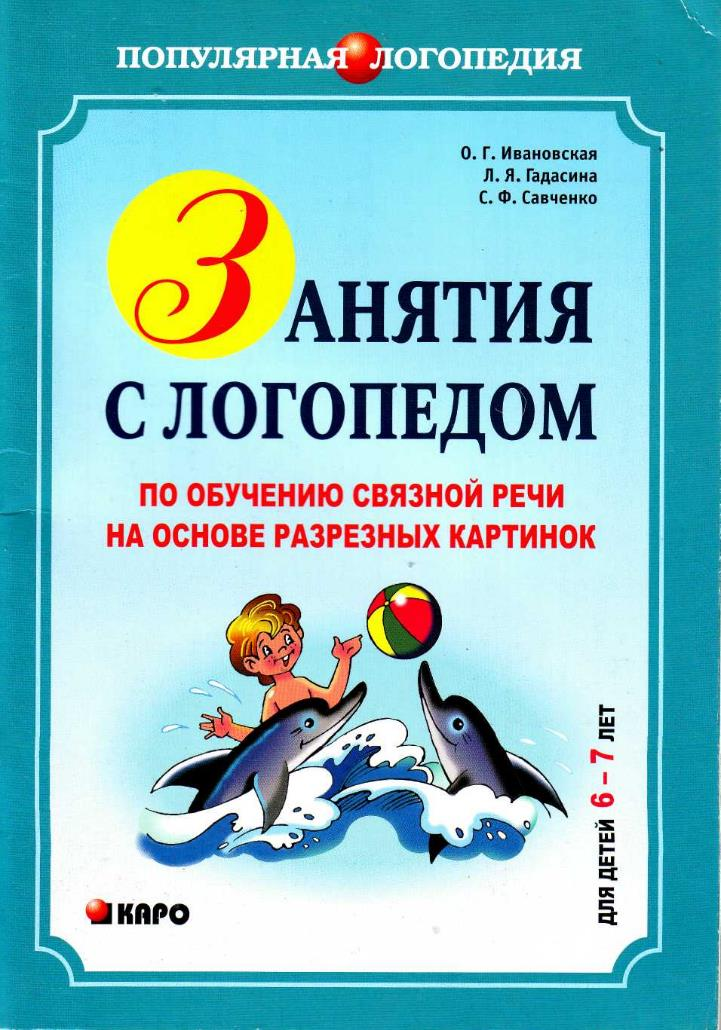 ПОПУЛЯРНАЯ ЛОГОПЕДИЯ
О. Г. Ивановская
Л. Я. Гадасина
С. Ф. Савченко
ЗАНЯТИЯ
С ЛОГОПЕДОМ
ПО ОБУЧЕНИЮ СВЯЗНОЙ РЕЧИ
НА ОСНОВЕ РАЗРЕЗНЫХ КАРТИНОК
ДЛЯ ДЕТЕЙ 6 – 7 ЛЕТ
КАРО